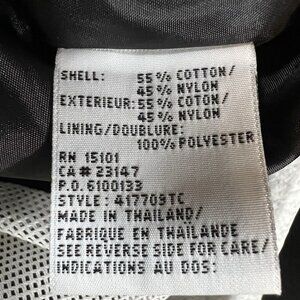 SHELL: 55% COTTON/
45% NYLON
EXTERIEUR: 55% COTON/
45% NYLON
LINING/DOUBLURE:
100% POLYESTER
RN 15101
CA# 23147
P.O. 6100133
STYLE: 417709TC
MADE IN THAILAND/
FABRIQUE EN THAÏLANDE
SEE REVERSE SIDE FOR CARE/
INDICATIONS AU DOS: